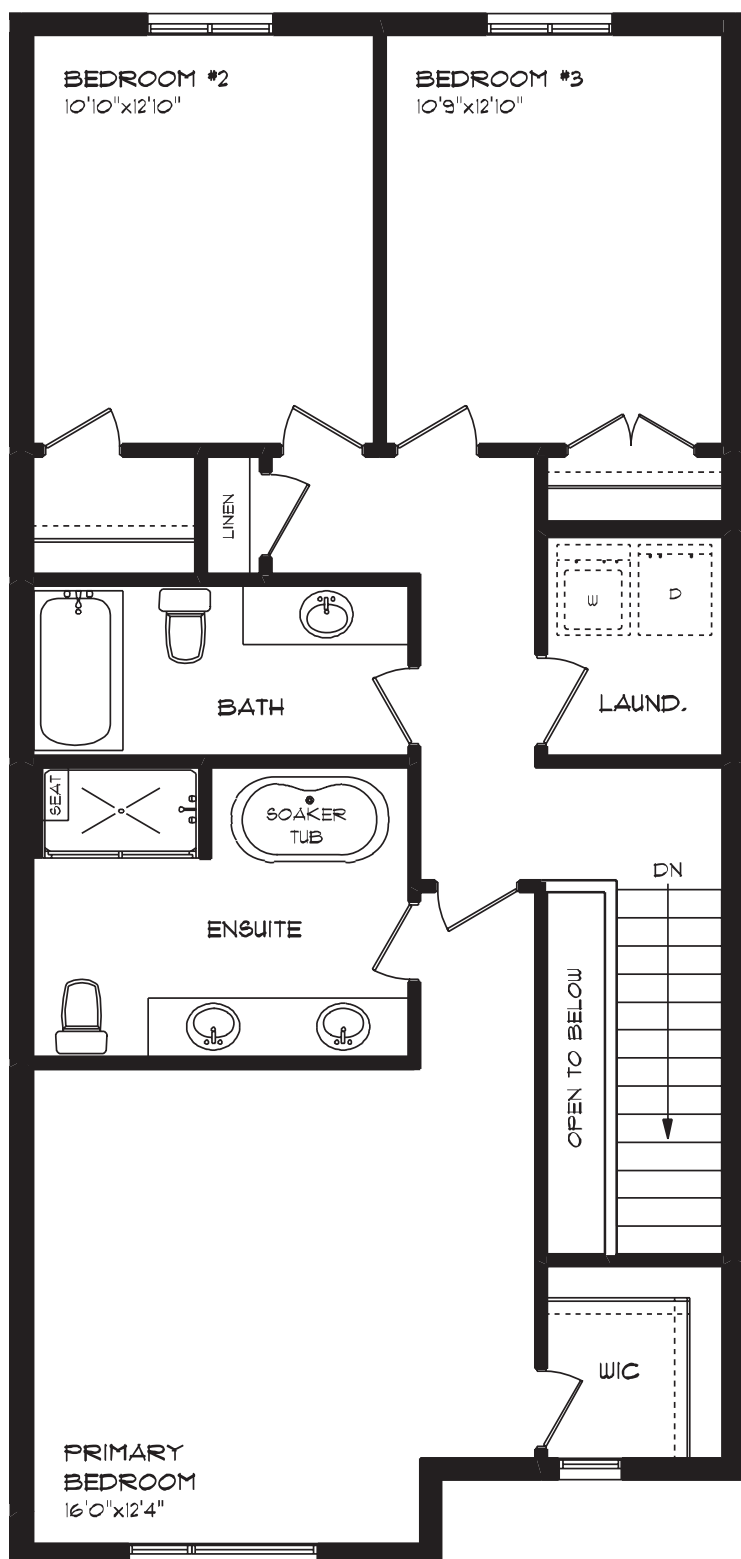 BEDROOM #2
10'10"x12'10"
BEDROOM #3
10'9"x12'10"
LINEN
W
D
BATH
LAUND.
SEAT
SOAKER
TUB
DN
ENSUITE
OPEN TO BELOW
WIC
PRIMARY
BEDROOM
16'0"x12'4"